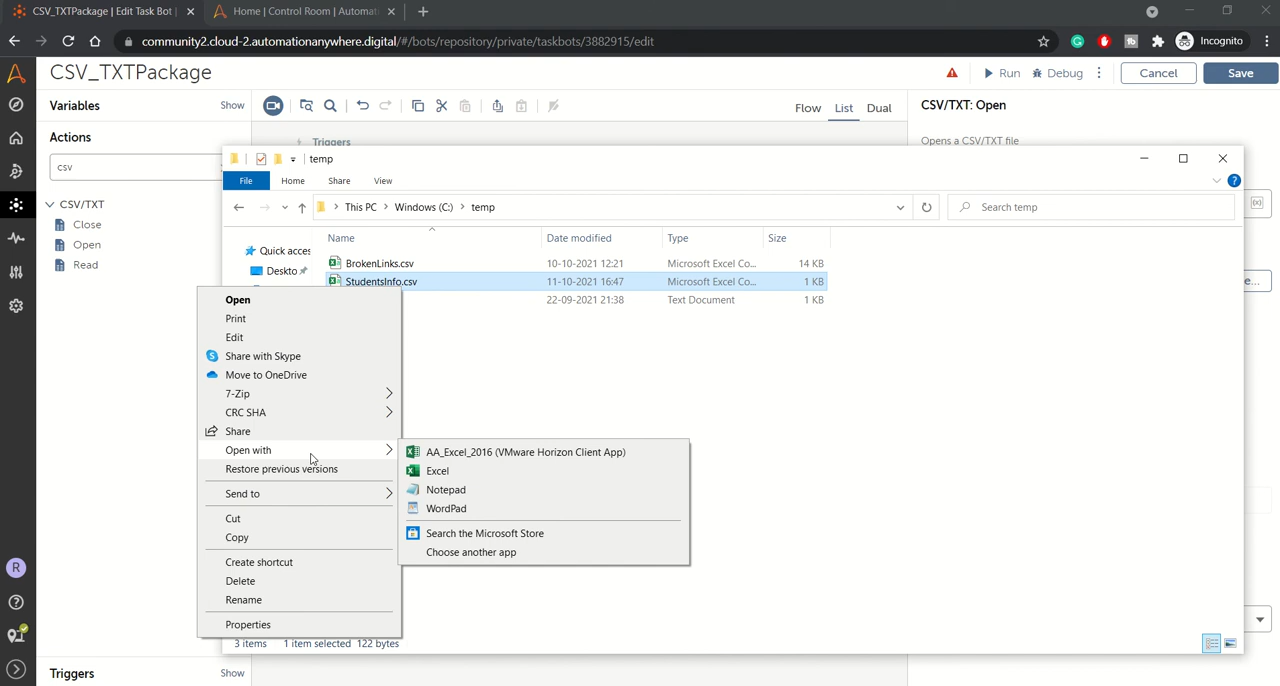 CSV_TXTPackage | Edit Task Bot
Home | Control Room | Automat
community2.cloud-2.automationanywhere.digital/#/bots/repository/private/taskbots/3882915/edit
Incognito
CSV_TXTPackage
Run
Debug
Cancel
Save
Variables
Show
Flow
List
Dual
CSV/TXT: Open
Actions
Triggers
Opens a CSV/TXT file
csv
temp
File
Home
Share
View
CSV/TXT
This PC > Windows (C:) > temp
Search temp
Close
Open
Read
Name
Date modified
Type
Size
Quick acces
Deskto
BrokenLinks.csv
10-10-2021 12:21
Microsoft Excel Co...
14 KB
StudentsInfo.csv
11-10-2021 16:47
Microsoft Excel Co...
1 KB
22-09-2021 21:38
Text Document
1 KB
e...
Open
Print
Edit
Share with Skype
Move to OneDrive
7-Zip
CRC SHA
Share
Open with
Restore previous versions
Send to
Cut
Copy
Create shortcut
Delete
Rename
Properties
AA_Excel_2016 (VMware Horizon Client App)
Excel
Notepad
WordPad
Search the Microsoft Store
Choose another app
R
3 items
1 item selected 122 bytes
Triggers
Show